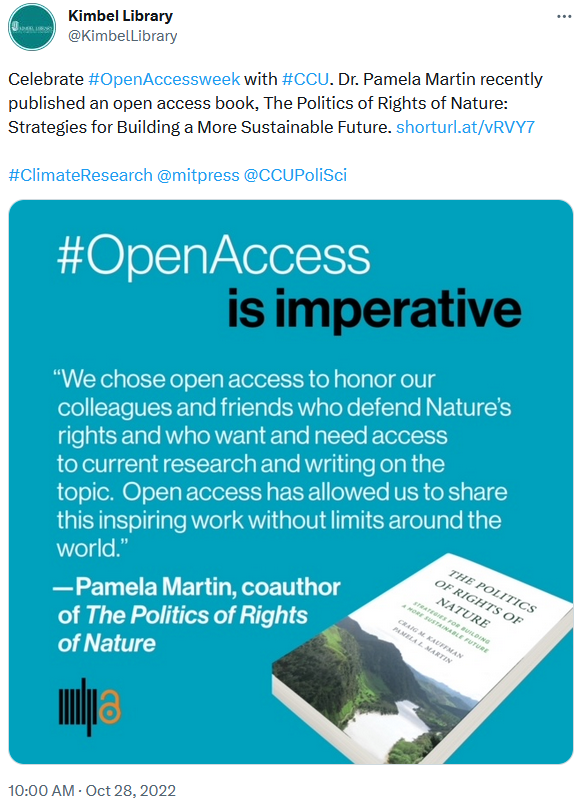 Kimbel Library
@KimbelLibrary
Celebrate #OpenAccessweek with #CCU. Dr. Pamela Martin recently
published an open access book, The Politics of Rights of Nature:
Strategies for Building a More Sustainable Future. shorturl.at/vRVY7
#ClimateResearch @mitpress @CCUPoliSci
#OpenAccess
is imperative
“We chose open access to honor our
colleagues and friends who defend Nature’s
rights and who want and need access
to current research and writing on the
topic. Open access has allowed us to share
this inspiring work without limits around the
world.”
—Pamela Martin, coauthor
of The Politics of Rights
of Nature
THE POLITICS
OF RIGHTS OF
NATURE
STRATEGIES FOR BUILDING
A MORE SUSTAINABLE FUTURE
CRAIG M. KAUFFMAN
PAMELA L. MARTIN
10:00 AM · Oct 28, 2022